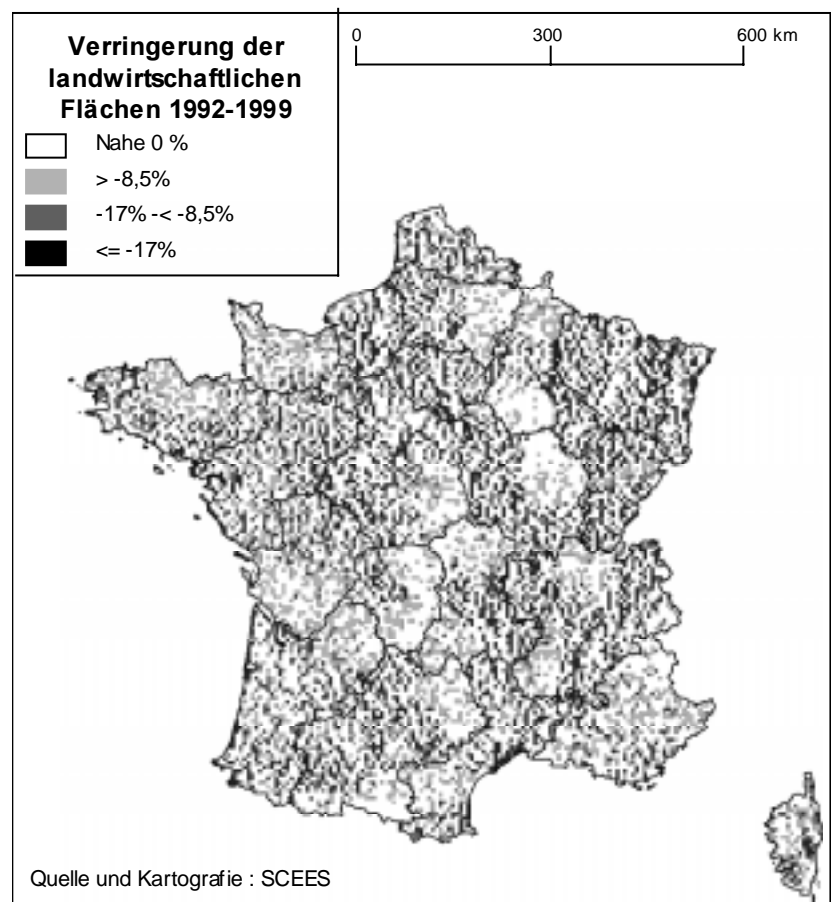 Verringerung der
landwirtschaftlichen
Flächen 1992-1999
Nahe 0 %
> -8,5%
-17% -< -8,5%
<= -17%
0 300 600 km
Quelle und Kartografie : SCEES